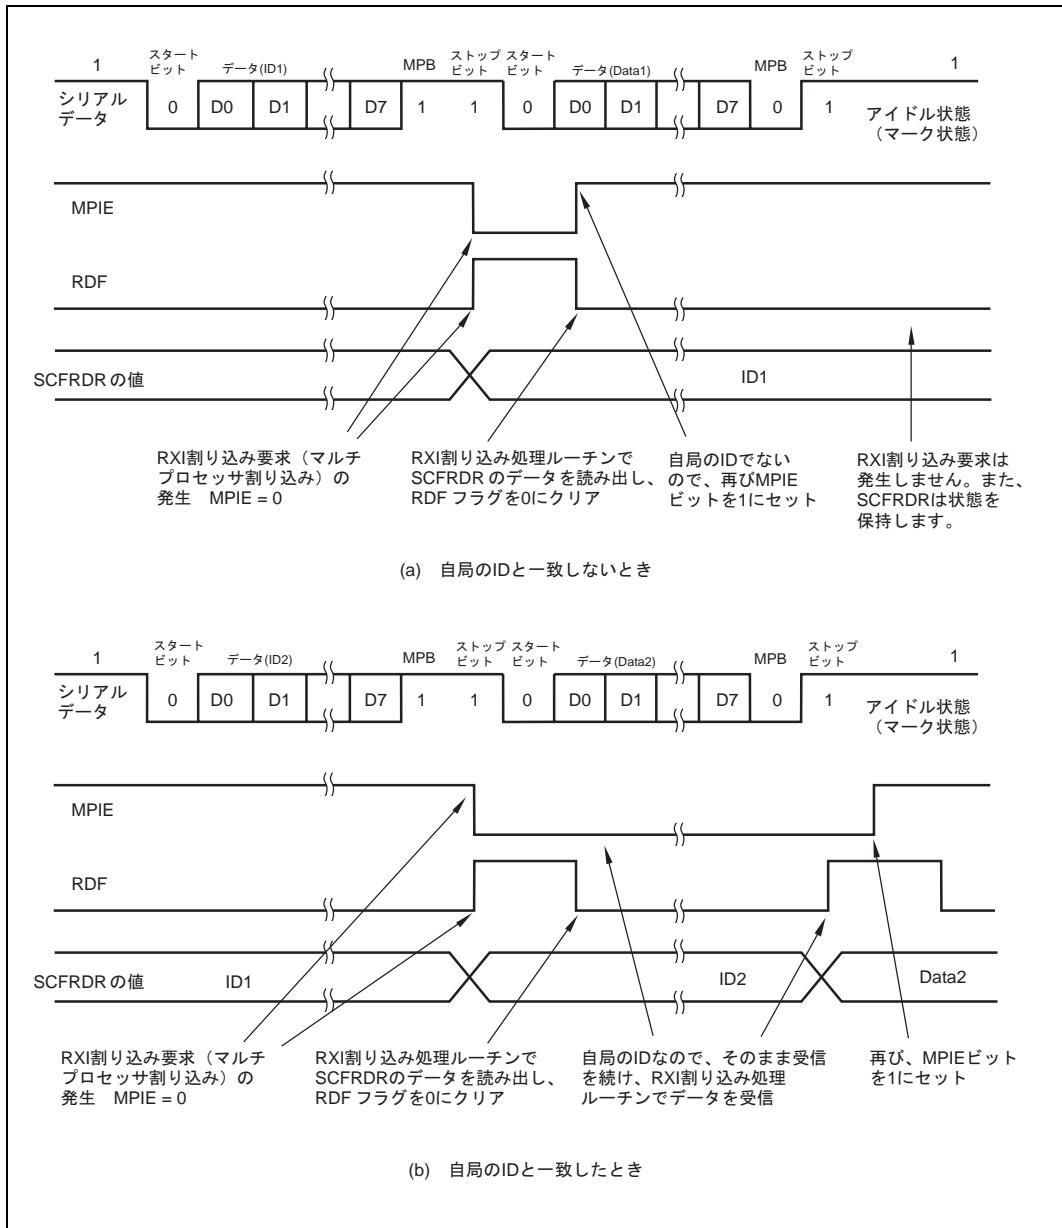 スタート
ビット
ストップ
ビット
スタート
ビット
ストップ
ビット
1 データ(ID1) MPB データ(Data1) MPB 1
シリアル
データ
0 D0 D1 D7 1 1 0 D0 D1 D7 0 1
アイドル状態
(マーク状態)
MPIE
RDF
SCFRDR の値
ID1
RXI割り込み要求(マルチ
プロセッサ割り込み)の
発生 MPIE = 0
RXI割り込み処理ルーチンで
SCFRDR のデータを読み出し、
RDF フラグを0にクリア
自局のIDでない
ので、再びMPIE
ビットを1にセット
RXI割り込み要求は
発生しません。また、
SCFRDRは状態を
保持します。
(a) 自局のIDと一致しないとき
スタート
ビット
ストップ
ビット
スタート
ビット
ストップ
ビット
1 データ(ID2) MPB データ(Data2) MPB 1
シリアル
データ
0 D0 D1 D7 1 1 0 D0 D1 D7 0 1
アイドル状態
(マーク状態)
MPIE
RDF
SCFRDR の値
ID1 ID2 Data2
RXI割り込み要求(マルチ
プロセッサ割り込み)の
発生 MPIE = 0
RXI割り込み処理ルーチンで
SCFRDRのデータを読み出し、
RDF フラグを0にクリア
自局のIDなので、そのまま受信
を続け、RXI割り込み処理
ルーチンでデータを受信
再び、MPIEビット
を1にセット
(b) 自局のIDと一致したとき